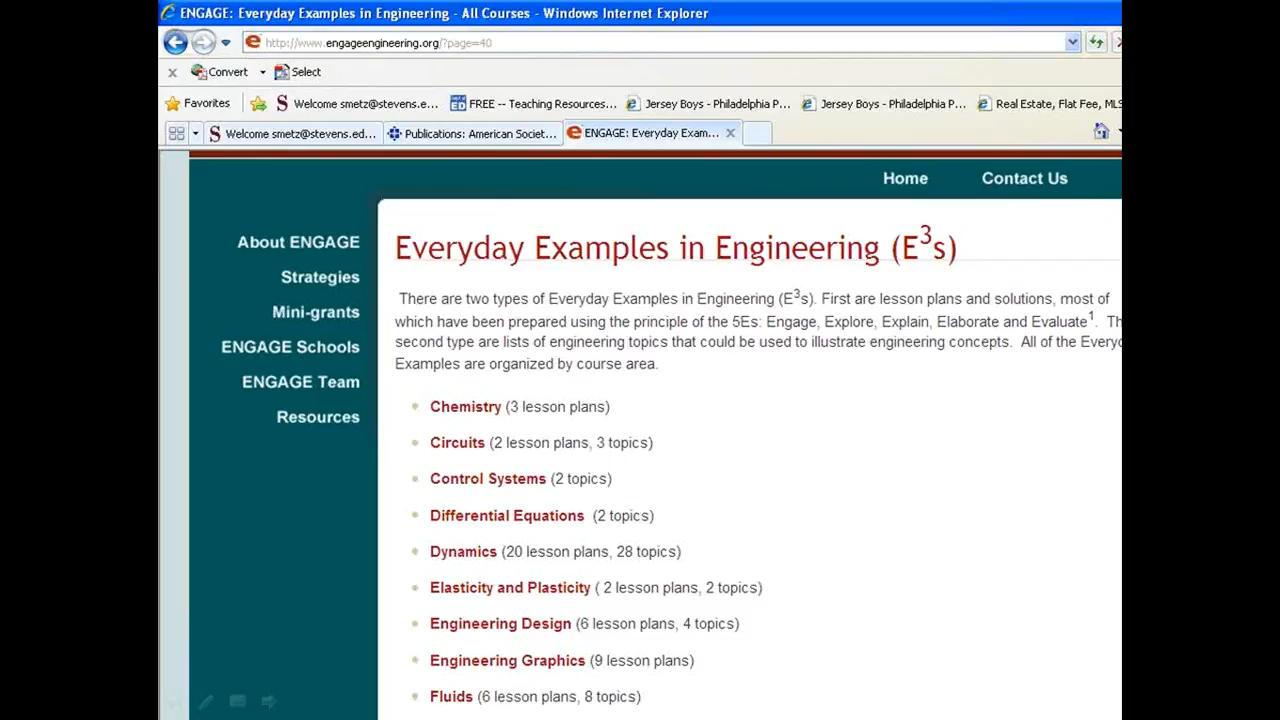 ENGAGE: Everyday Examples in Engineering - All Courses - Windows Internet Explorer
http://www.engageengineering.org/?page=40
Convert Select
Favorites Welcome smetz@stevens.e... FREE -- Teaching Resources... Jersey Boys - Philadelphia P... Jersey Boys - Philadelphia P... Real Estate, Flat Fee, MLS
Welcome smetz@stevens.ed... Publications: American Societ... ENGAGE: Everyday Exam...
Home Contact Us
About ENGAGE
Strategies
Mini-grants
ENGAGE Schools
ENGAGE Team
Resources
Everyday Examples in Engineering (E³s)
There are two types of Everyday Examples in Engineering (E³s). First are lesson plans and solutions, most of
which have been prepared using the principle of the 5Es: Engage, Explore, Explain, Elaborate and Evaluate¹. Th
second type are lists of engineering topics that could be used to illustrate engineering concepts. All of the Everyd
Examples are organized by course area.
Chemistry (3 lesson plans)
Circuits (2 lesson plans, 3 topics)
Control Systems (2 topics)
Differential Equations (2 topics)
Dynamics (20 lesson plans, 28 topics)
Elasticity and Plasticity ( 2 lesson plans, 2 topics)
Engineering Design (6 lesson plans, 4 topics)
Engineering Graphics (9 lesson plans)
Fluids (6 lesson plans, 8 topics)